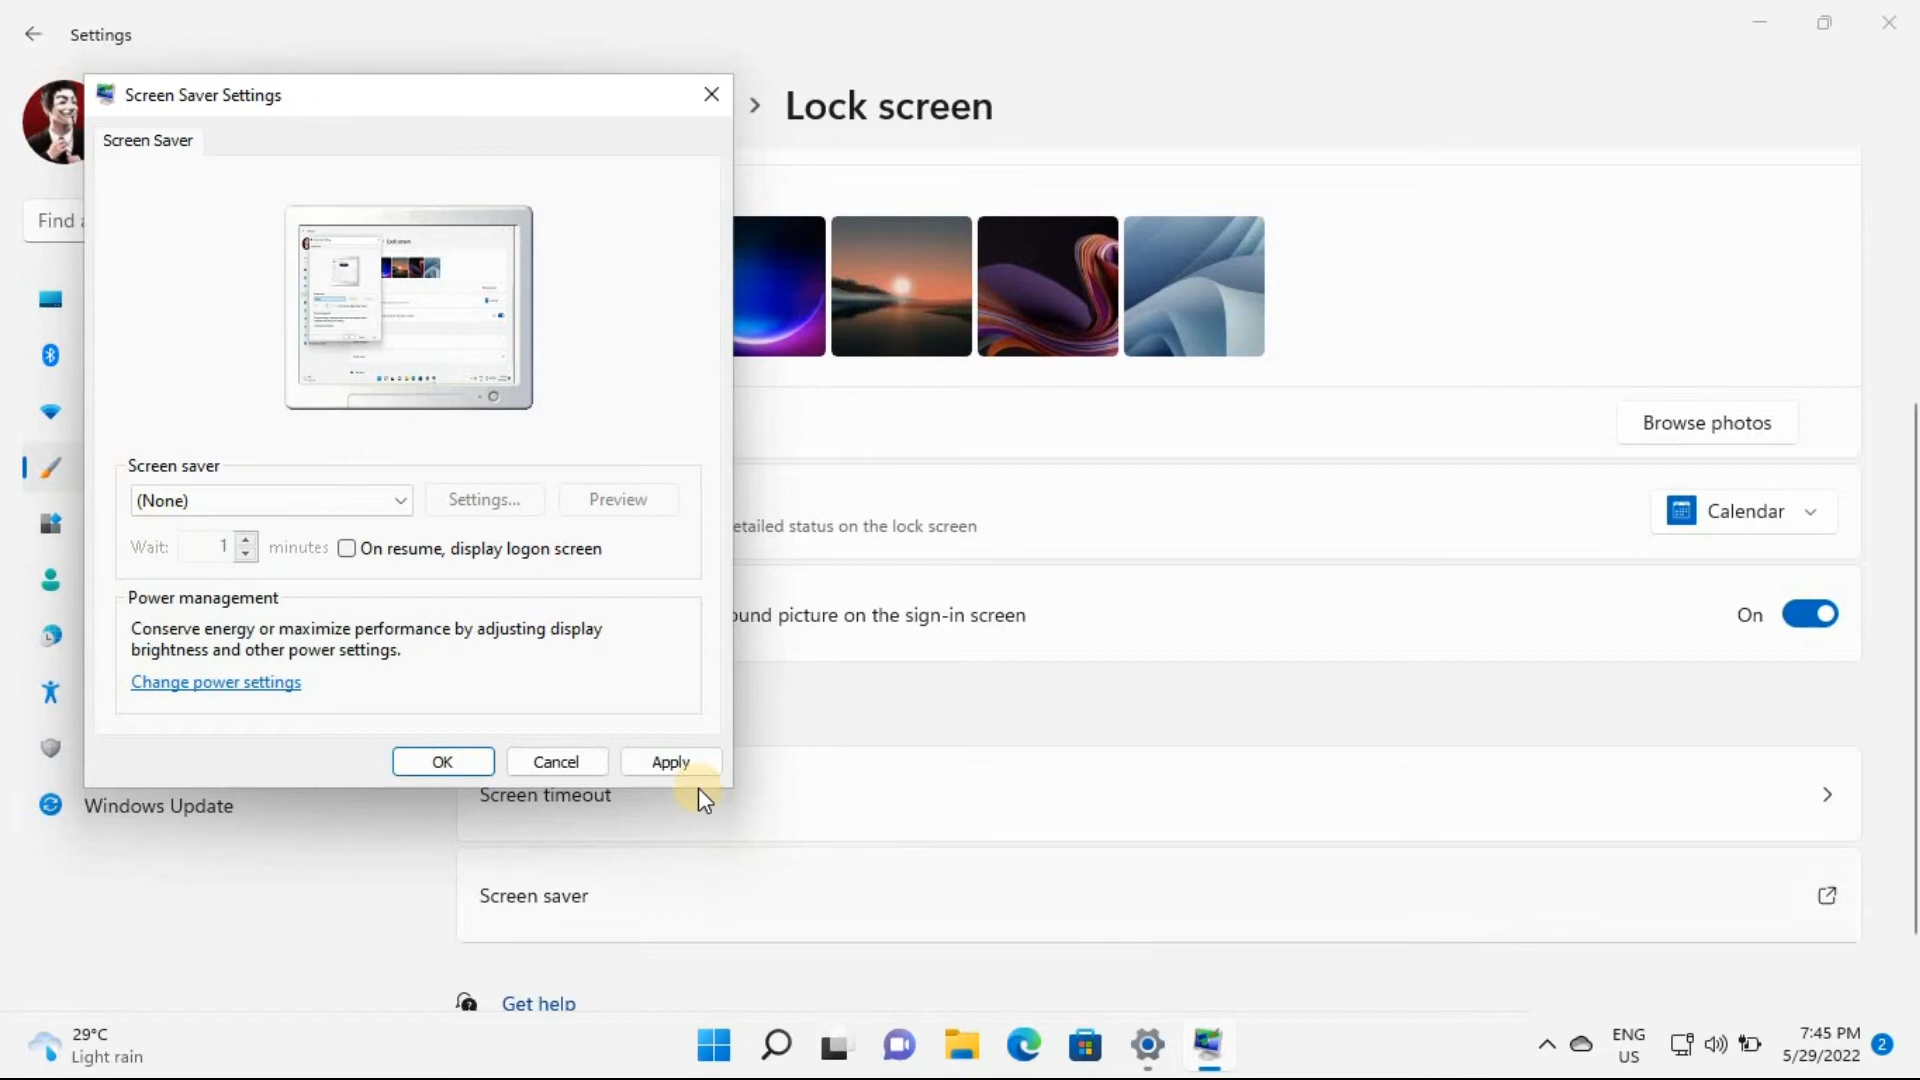 Settings
Screen Saver Settings
Lock screen
Screen Saver
Find
Browse photos
Screen saver
(None)
Settings...
Preview
Wait:
1
minutes
On resume, display logon screen
etailed status on the lock screen
Calendar
Power management
Conserve energy or maximize performance by adjusting display
brightness and other power settings.
Change power settings
ound picture on the sign-in screen
On
OK
Cancel
Apply
Screen timeout
Windows Update
Screen saver
Get help
29°C
Light rain
ENG
US
7:45 PM
5/29/2022
2